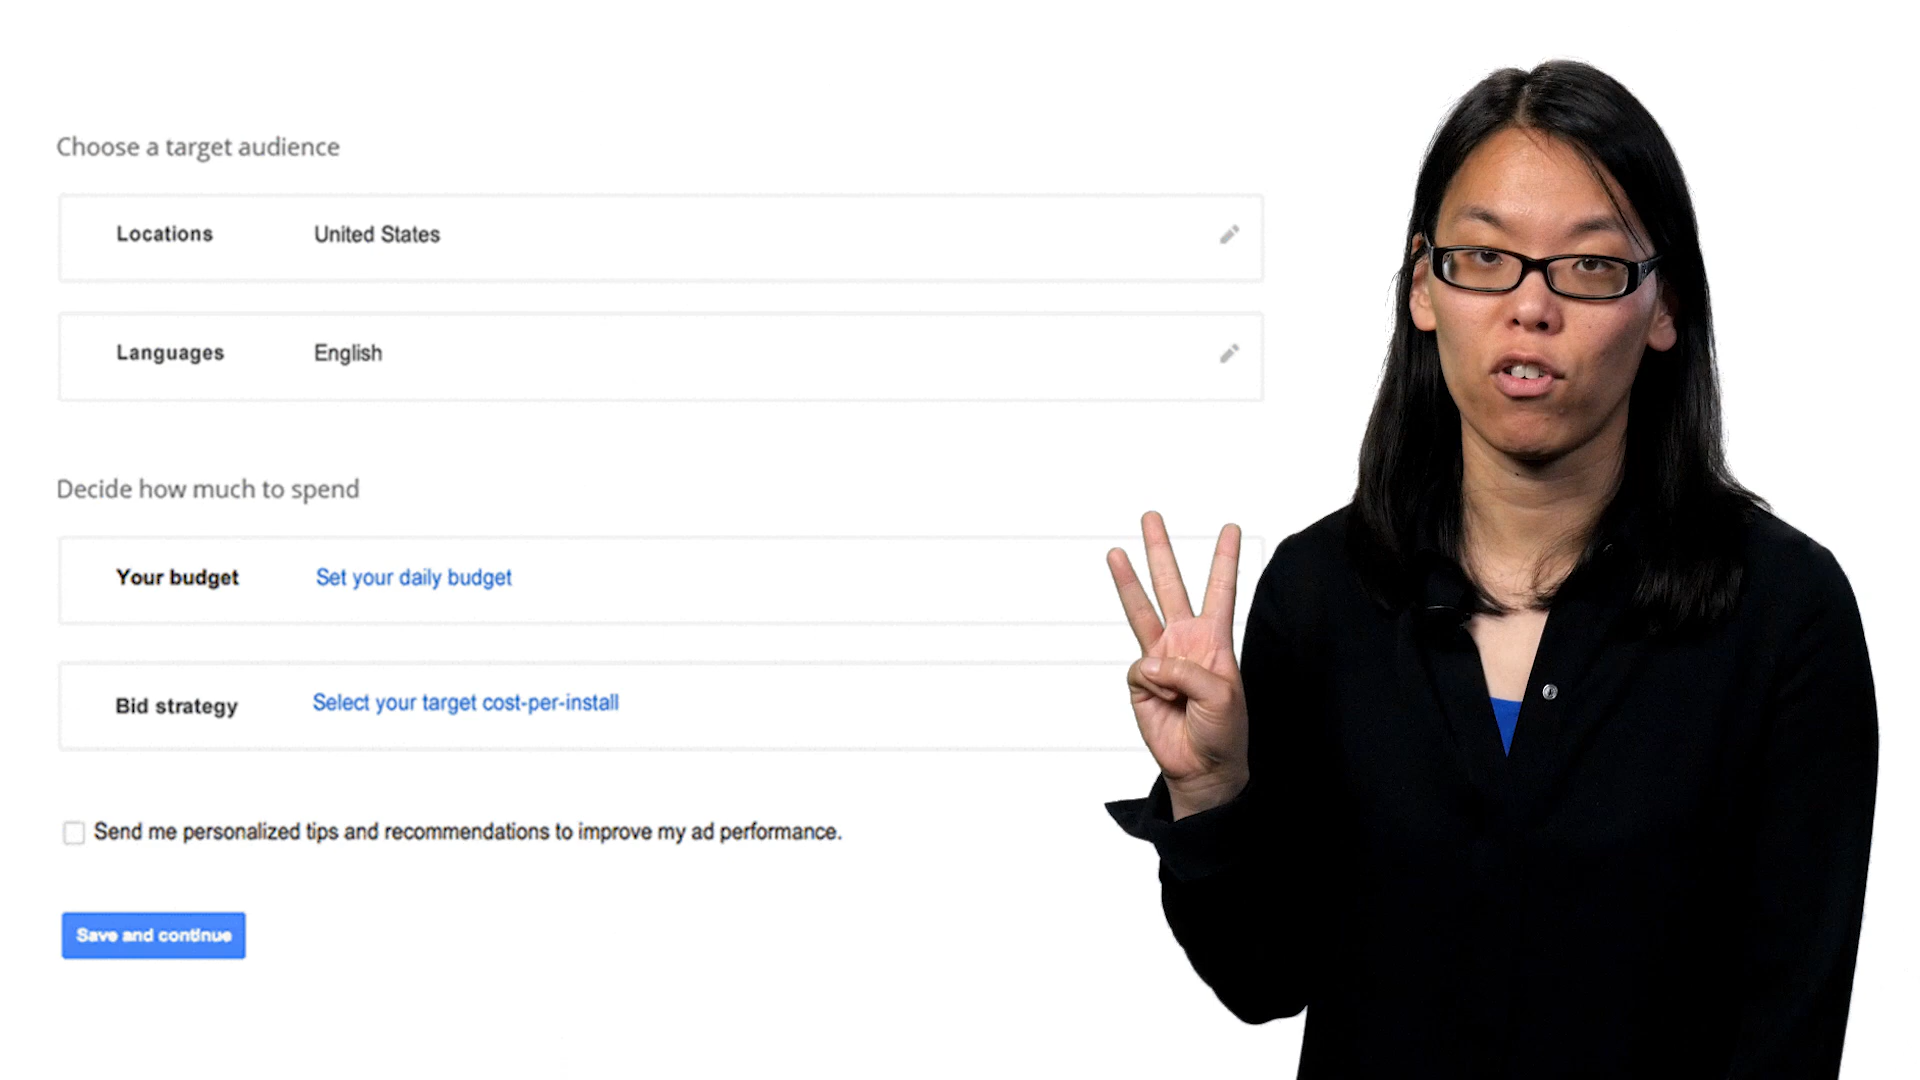 Choose a target audience
Locations United States
Languages English
Decide how much to spend
Your budget Set your daily budget
Bid strategy Select your target cost-per-install
Send me personalized tips and recommendations to improve my ad performance.
Save and continue